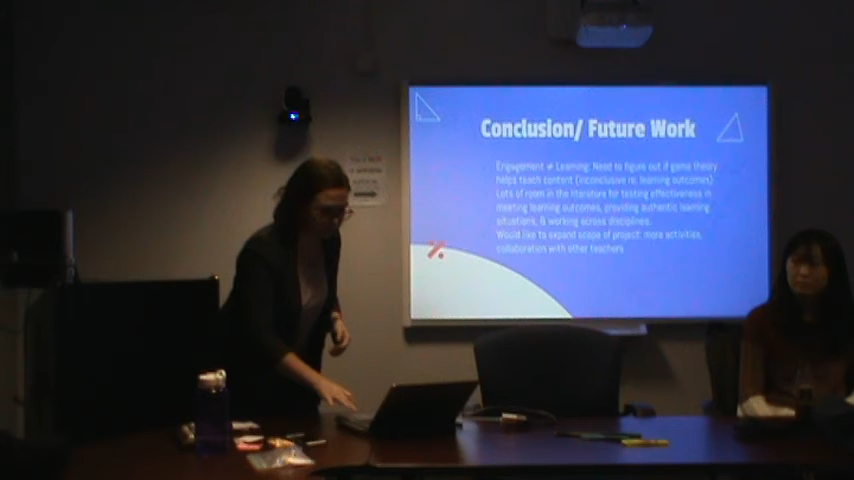 Conclusion/ Future Work
Engagement ≠ Learning: Need to figure out if game theory
helps teach content (inconclusive re: learning outcomes)
Lots of room in the literature for testing effectiveness in
meeting learning outcomes, providing authentic learning
situations, & working across disciplines.
Would like to expand scope of project: more activities,
collaboration with other teachers